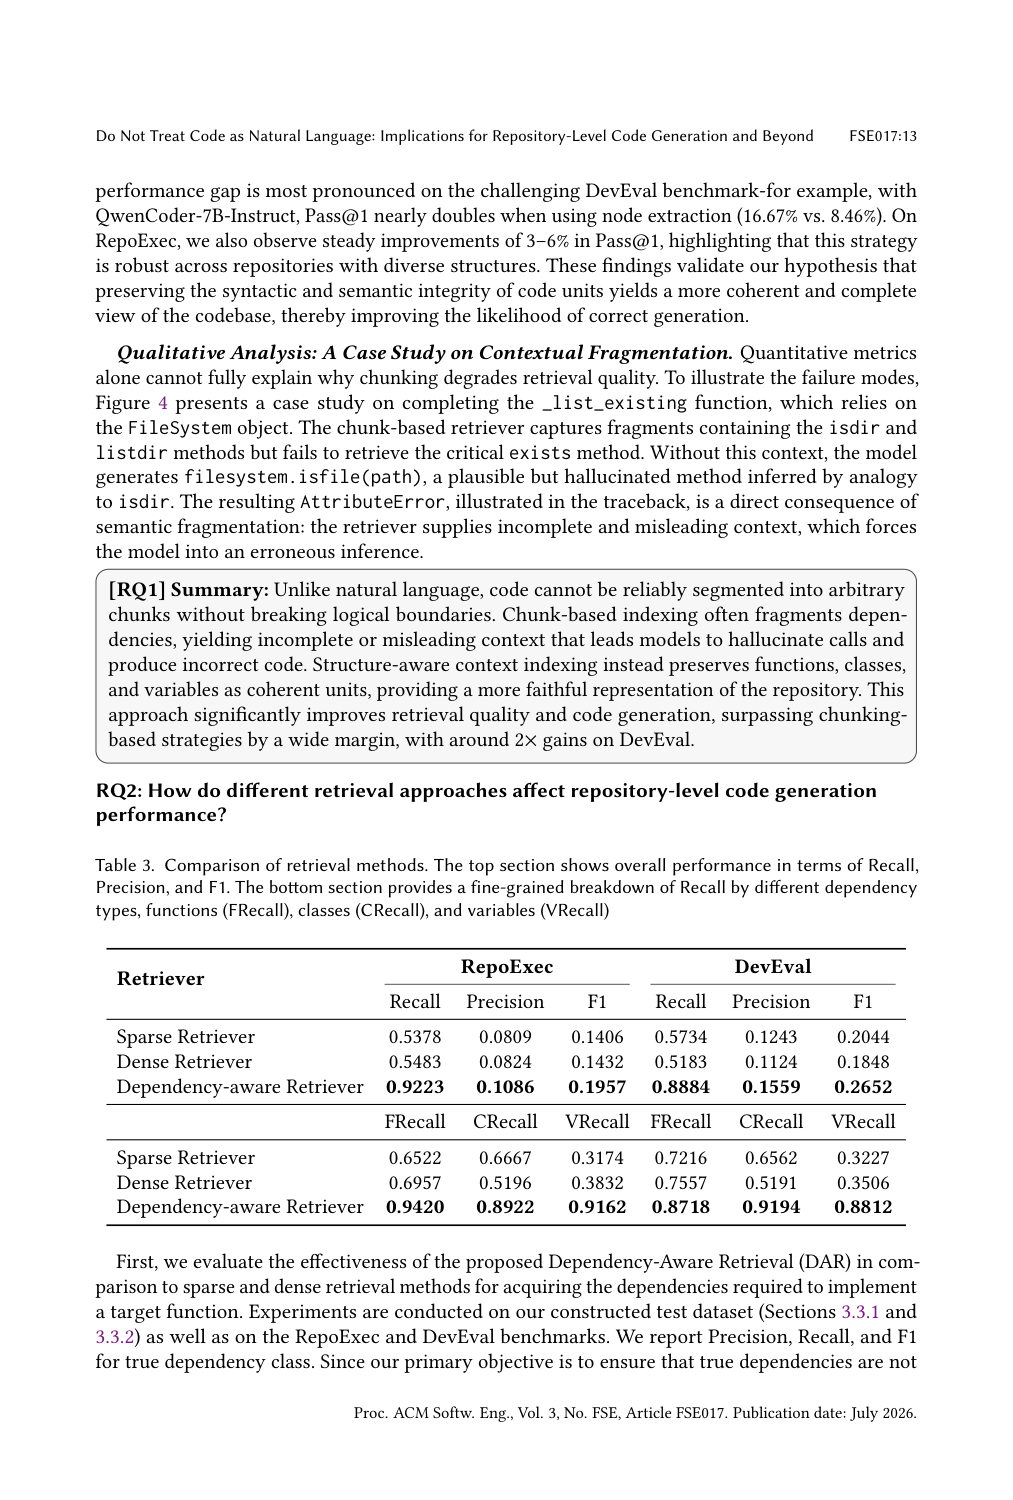 Do Not Treat Code as Natural Language: Implications for Repository-Level Code Generation and Beyond FSE017:13
performance gap is most pronounced on the challenging DevEval benchmark-for example, with
QwenCoder-7B-Instruct, Pass@1 nearly doubles when using node extraction (16.67% vs. 8.46%). On
RepoExec, we also observe steady improvements of 3–6% in Pass@1, highlighting that this strategy
is robust across repositories with diverse structures. These findings validate our hypothesis that
preserving the syntactic and semantic integrity of code units yields a more coherent and complete
view of the codebase, thereby improving the likelihood of correct generation.
Qualitative Analysis: A Case Study on Contextual Fragmentation. Quantitative metrics
alone cannot fully explain why chunking degrades retrieval quality. To illustrate the failure modes,
Figure 4 presents a case study on completing the _list_existing function, which relies on
the FileSystem object. The chunk-based retriever captures fragments containing the isdir and
listdir methods but fails to retrieve the critical exists method. Without this context, the model
generates filesystem.isfile(path), a plausible but hallucinated method inferred by analogy
to isdir. The resulting AttributeError, illustrated in the traceback, is a direct consequence of
semantic fragmentation: the retriever supplies incomplete and misleading context, which forces
the model into an erroneous inference.
[RQ1] Summary: Unlike natural language, code cannot be reliably segmented into arbitrary
chunks without breaking logical boundaries. Chunk-based indexing often fragments depen-
dencies, yielding incomplete or misleading context that leads models to hallucinate calls and
produce incorrect code. Structure-aware context indexing instead preserves functions, classes,
and variables as coherent units, providing a more faithful representation of the repository. This
approach significantly improves retrieval quality and code generation, surpassing chunking-
based strategies by a wide margin, with around 2× gains on DevEval.
RQ2: How do different retrieval approaches affect repository-level code generation
performance?
Table 3. Comparison of retrieval methods. The top section shows overall performance in terms of Recall,
Precision, and F1. The bottom section provides a fine-grained breakdown of Recall by different dependency
types, functions (FRecall), classes (CRecall), and variables (VRecall)
Retriever RepoExec DevEval
Recall Precision F1 Recall Precision F1
Sparse Retriever 0.5378 0.0809 0.1406 0.5734 0.1243 0.2044
Dense Retriever 0.5483 0.0824 0.1432 0.5183 0.1124 0.1848
Dependency-aware Retriever 0.9223 0.1086 0.1957 0.8884 0.1559 0.2652
FRecall CRecall VRecall FRecall CRecall VRecall
Sparse Retriever 0.6522 0.6667 0.3174 0.7216 0.6562 0.3227
Dense Retriever 0.6957 0.5196 0.3832 0.7557 0.5191 0.3506
Dependency-aware Retriever 0.9420 0.8922 0.9162 0.8718 0.9194 0.8812
First, we evaluate the effectiveness of the proposed Dependency-Aware Retrieval (DAR) in com-
parison to sparse and dense retrieval methods for acquiring the dependencies required to implement
a target function. Experiments are conducted on our constructed test dataset (Sections 3.3.1 and
3.3.2) as well as on the RepoExec and DevEval benchmarks. We report Precision, Recall, and F1
for true dependency class. Since our primary objective is to ensure that true dependencies are not
Proc. ACM Softw. Eng., Vol. 3, No. FSE, Article FSE017. Publication date: July 2026.